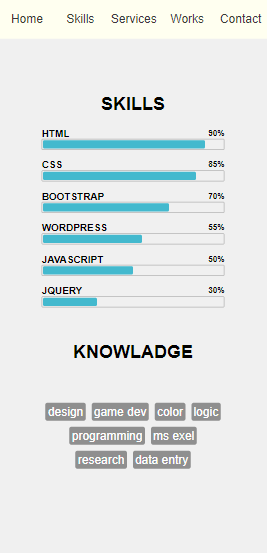 Home Skills Services Works Contact
SKILLS
HTML 90%
CSS 85%
BOOTSTRAP 70%
WORDPRESS 55%
JAVASCRIPT 50%
JQUERY 30%
KNOWLADGE
design game dev color logic
programming ms exel
research data entry